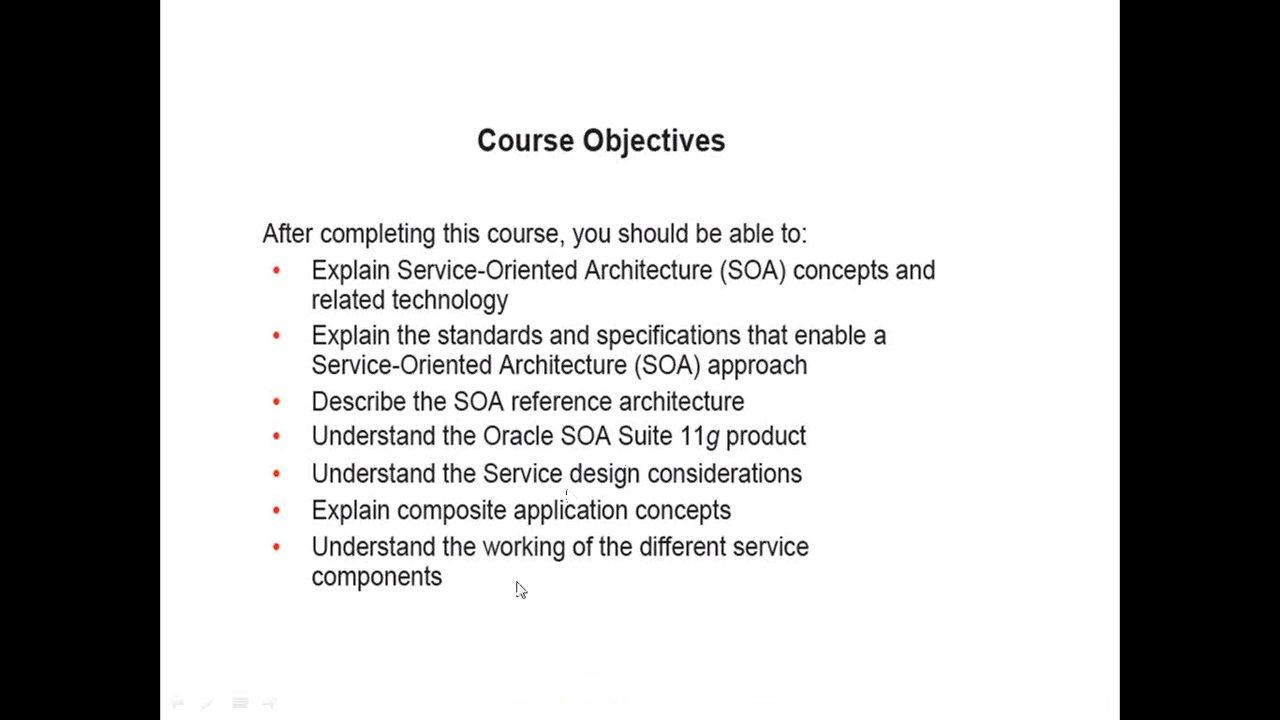 Course Objectives
After completing this course, you should be able to:
• Explain Service-Oriented Architecture (SOA) concepts and
related technology
• Explain the standards and specifications that enable a
Service-Oriented Architecture (SOA) approach
• Describe the SOA reference architecture
• Understand the Oracle SOA Suite 11g product
• Understand the Service design considerations
• Explain composite application concepts
• Understand the working of the different service
components